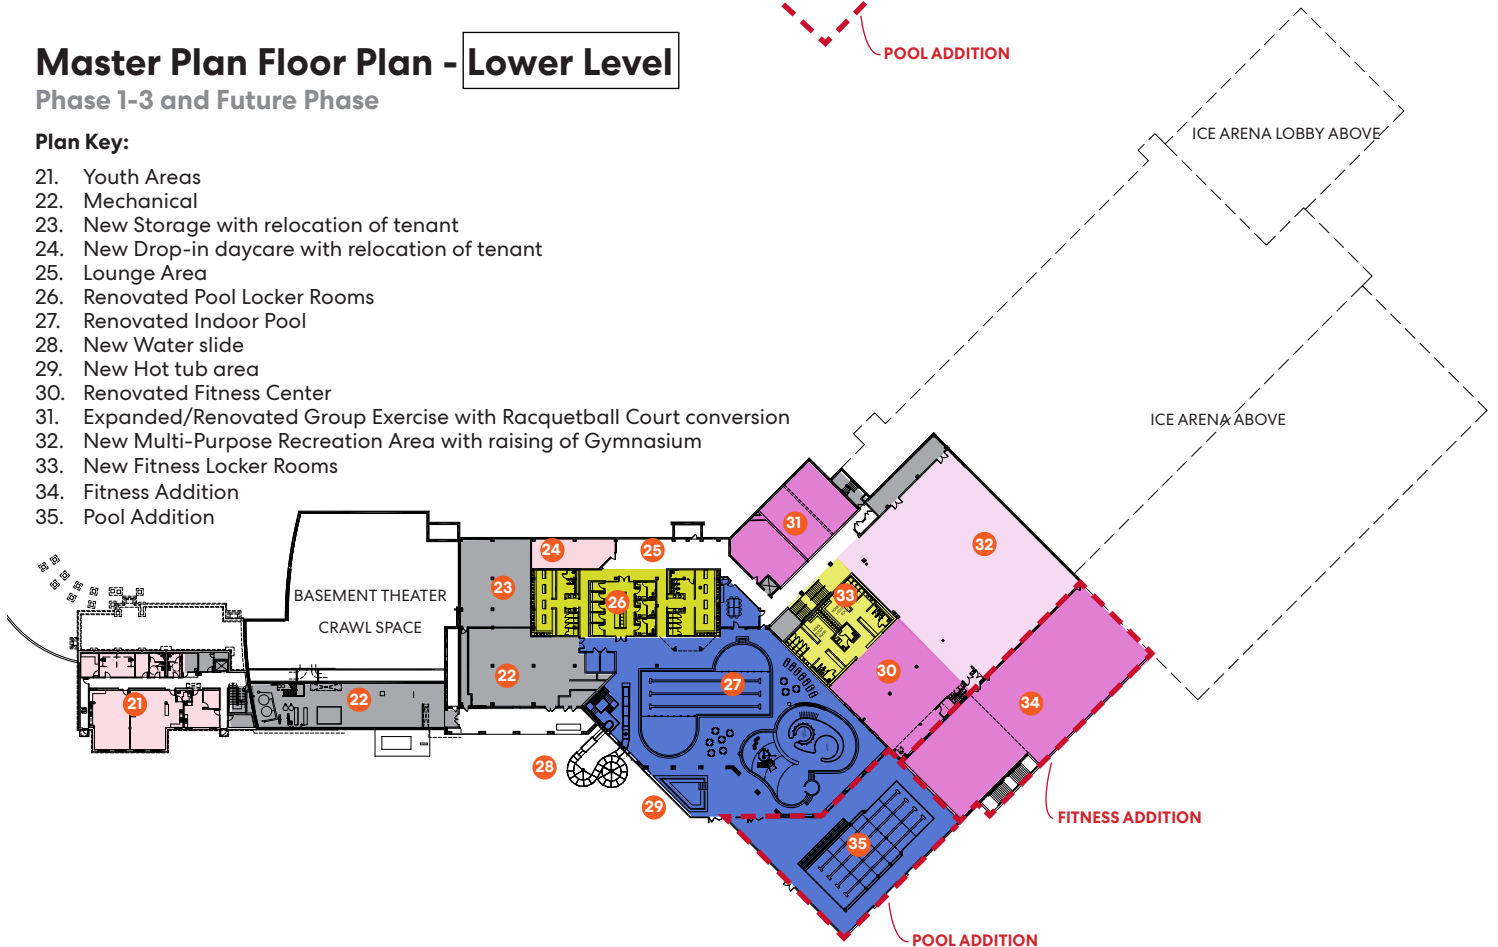 POOL ADDITION
Master Plan Floor Plan - Lower Level
Phase 1-3 and Future Phase
Plan Key:
21. Youth Areas
22. Mechanical
23. New Storage with relocation of tenant
24. New Drop-in daycare with relocation of tenant
25. Lounge Area
26. Renovated Pool Locker Rooms
27. Renovated Indoor Pool
28. New Water slide
29. New Hot tub area
30. Renovated Fitness Center
31. Expanded/Renovated Group Exercise with Racquetball Court conversion
32. New Multi-Purpose Recreation Area with raising of Gymnasium
33. New Fitness Locker Rooms
34. Fitness Addition
35. Pool Addition
ICE ARENA LOBBY ABOVE
ICE ARENA ABOVE
31
32
24
25
23
26
33
BASEMENT THEATER
CRAWL SPACE
22
30
27
21
22
34
28
29
35
FITNESS ADDITION
POOL ADDITION